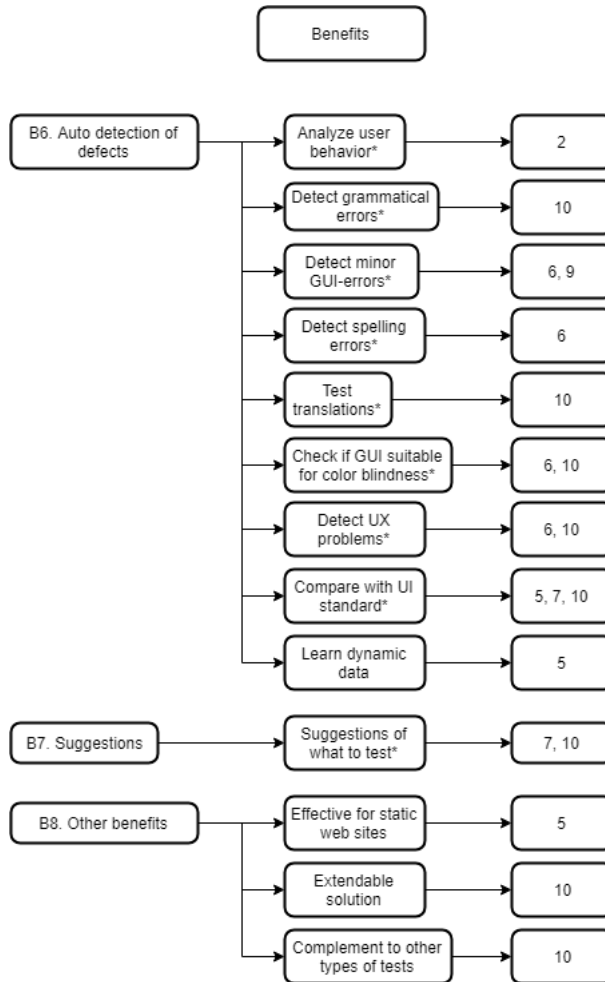 Benefits
B6. Auto detection of
defects
Analyze user
behavior*
2
Detect grammatical
errors*
10
Detect minor
GUI-errors*
6, 9
Detect spelling
errors*
6
Test
translations*
10
Check if GUI suitable
for color blindness*
6, 10
Detect UX
problems*
6, 10
Compare with UI
standard*
5, 7, 10
Learn dynamic
data
5
B7. Suggestions
Suggestions of
what to test*
7, 10
B8. Other benefits
Effective for static
web sites
5
Extendable
solution
10
Complement to other
types of tests
10